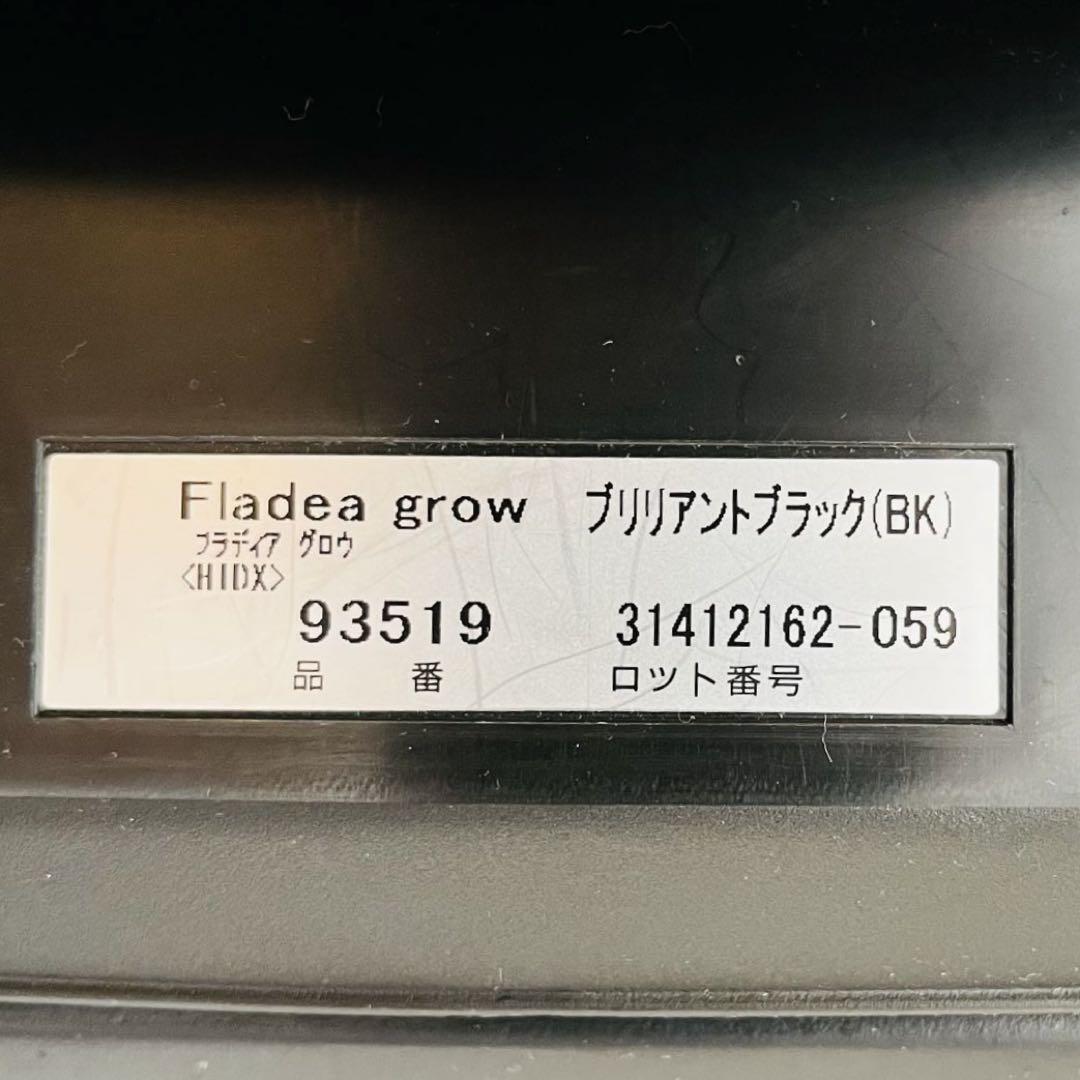 Fladea grow ブリリアントブラック(BK)
フラディア グロウ
<HIDX>
93519 31412162-059
品番 ロット番号